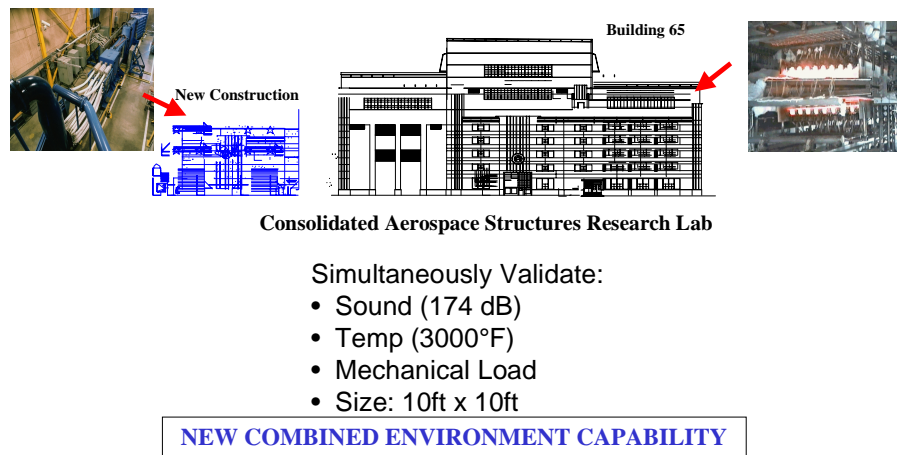 Building 65
New Construction
Consolidated Aerospace Structures Research Lab
Simultaneously Validate:
• Sound (174 dB)
• Temp (3000°F)
• Mechanical Load
• Size: 10ft x 10ft
NEW COMBINED ENVIRONMENT CAPABILITY